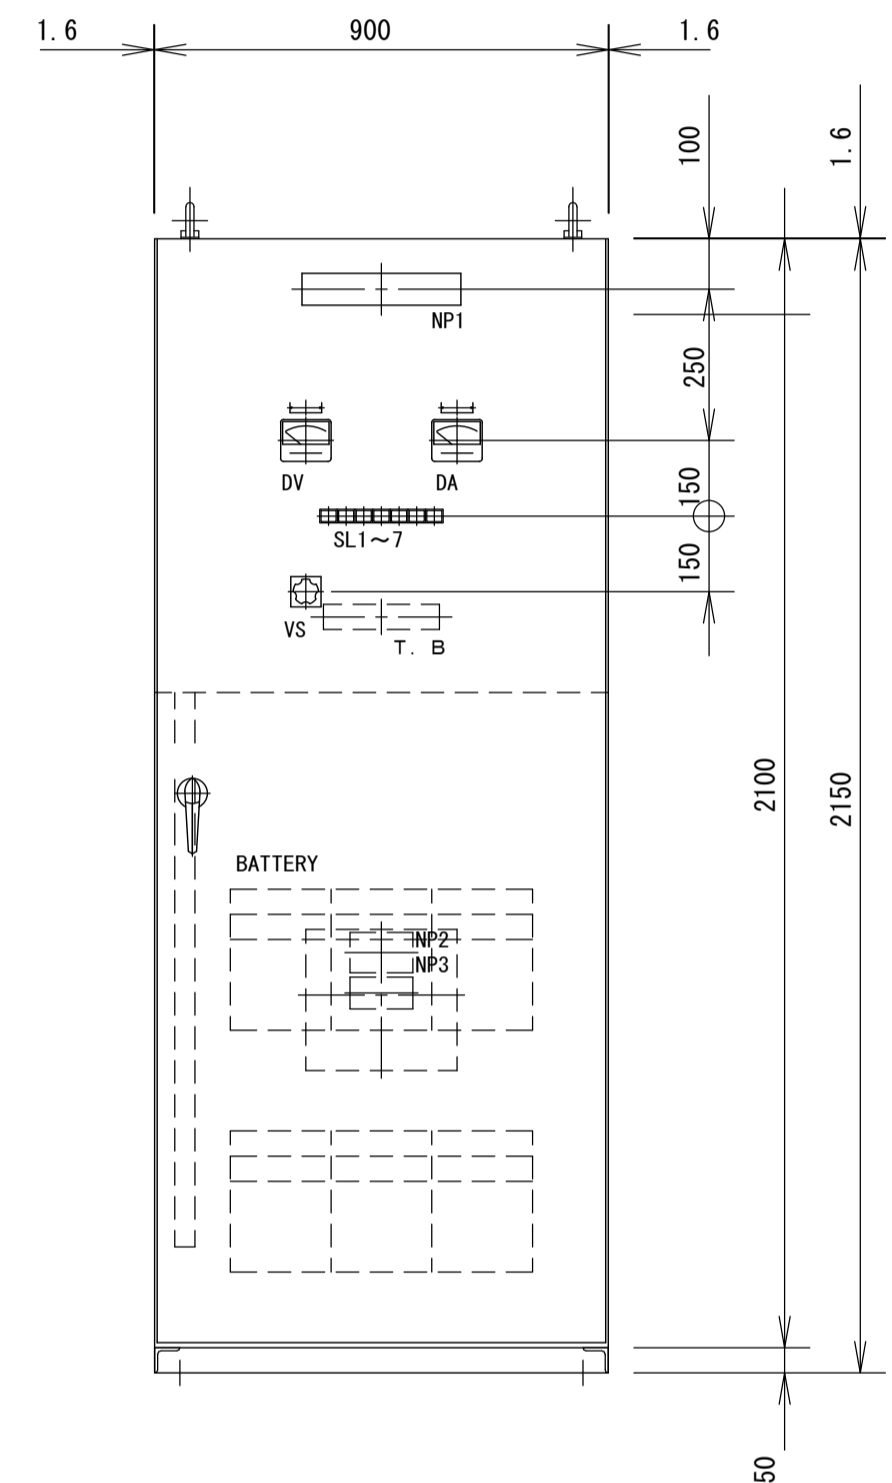 1.6
900
1.6
100
1.6
NP1
250
DV
DA
150
SL1～7
150
VS
T. B
2100
2150
BATTERY
NP2
NP3
50